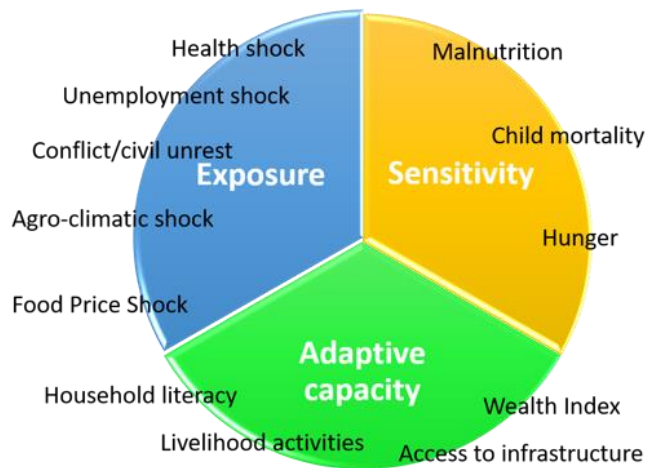 Health shock
Unemployment shock
Conflict/civil unrest
Agro-climatic shock
Food Price Shock
Exposure
Malnutrition
Child mortality
Hunger
Sensitivity
Adaptive
capacity
Household literacy
Livelihood activities
Wealth Index
Access to infrastructure